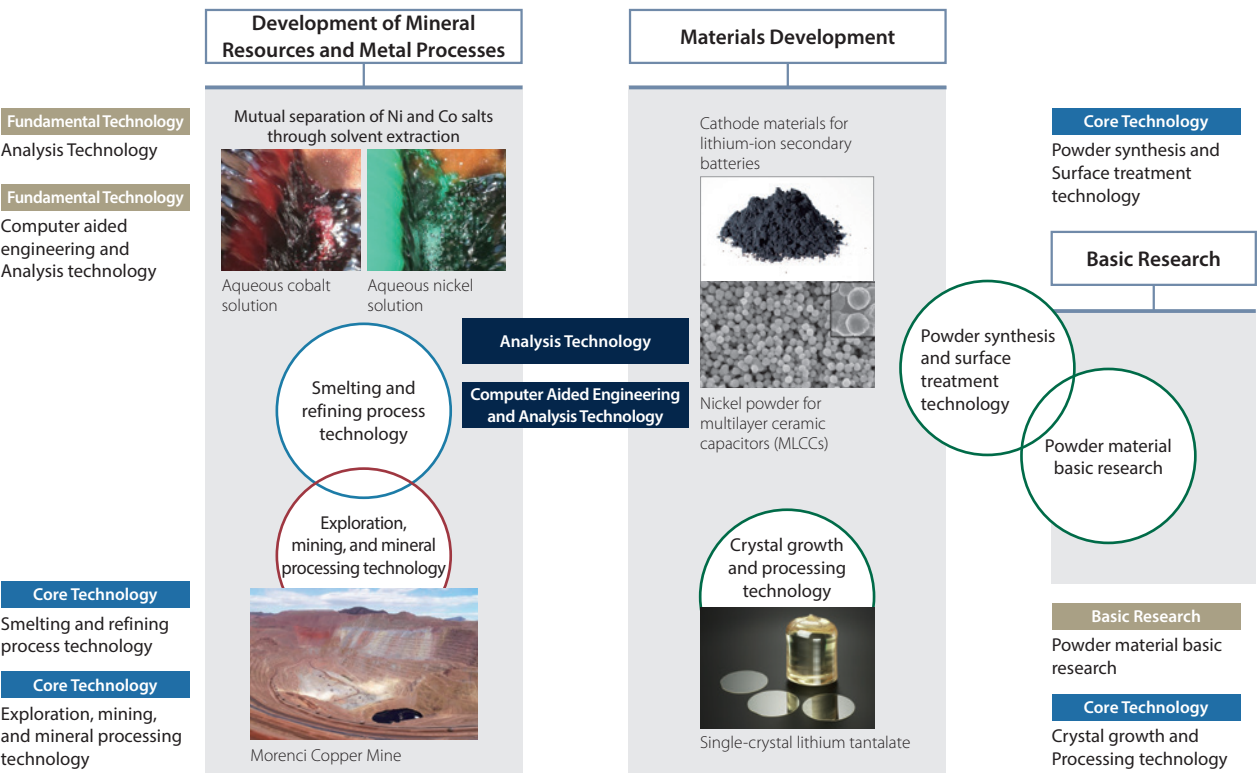 Development of Mineral
Resources and Metal Processes
Materials Development
Fundamental Technology
Analysis Technology
Fundamental Technology
Computer aided
engineering and
Analysis technology
Mutual separation of Ni and Co salts
through solvent extraction
Aqueous cobalt
solution
Aqueous nickel
solution
Smelting and
refining process
technology
Exploration,
mining, and mineral
processing technology
Morenci Copper Mine
Core Technology
Smelting and refining
process technology
Core Technology
Exploration, mining,
and mineral processing
technology
Analysis Technology
Computer Aided Engineering
and Analysis Technology
Cathode materials for
lithium-ion secondary
batteries
Nickel powder for
multilayer ceramic
capacitors (MLCCs)
Crystal growth
and processing
technology
Single-crystal lithium tantalate
Core Technology
Powder synthesis and
Surface treatment
technology
Basic Research
Powder synthesis
and surface
treatment
technology
Powder material
basic research
Basic Research
Powder material basic
research
Core Technology
Crystal growth and
Processing technology